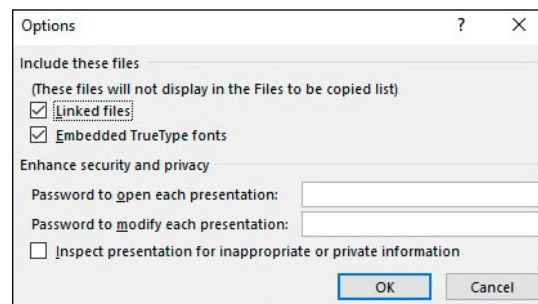 Options
Include these files
(These files will not display in the Files to be copied list)
Linked files
Embedded TrueType fonts
Enhance security and privacy
Password to open each presentation:
Password to modify each presentation:
Inspect presentation for inappropriate or private information
OK Cancel